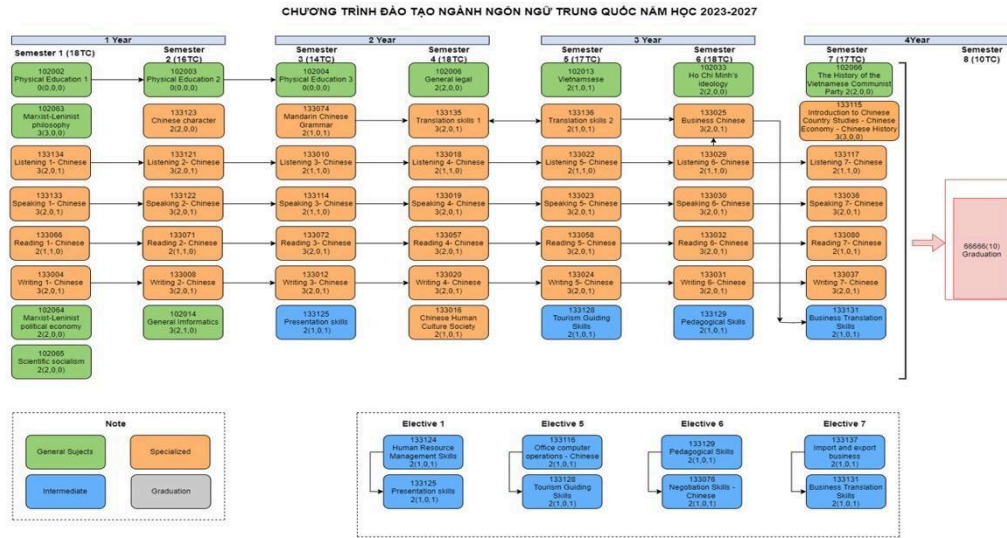 CHƯƠNG TRÌNH ĐÀO TẠO NGÀNH NGÔN NGỮ TRUNG QUỐC NĂM HỌC 2023-2027
1 Year
2 Year
3 Year
4Year
Semester 1 (18TC)
Semester
2 (16TC)
Semester
3 (14TC)
Semester
4 (18TC)
Semester
5 (17TC)
Semester
6 (18TC)
Semester
7 (17TC)
Semester
8 (10TC)
102002
Physical Education 1
0(0,0,0)
102003
Physical Education 2
0(0,0,0)
102004
Physical Education 3
0(0,0,0)
102006
General legal
2(2,0,0)
102013
Vietnamsese
2(1,0,1)
102033
Ho Chi Minh's
ideology
2(2,0,0)
102066
The History of the
Vietnamese Communist
Party 2(2,0,0)
102063
Marxist-Leninist
philosophy
3(3,0,0)
133123
Chinese character
2(2,0,0)
133074
Mandarin Chinese
Grammar
2(1,0,1)
133135
Translation skills 1
3(2,0,1)
133136
Translation skills 2
2(1,0,1)
133025
Business Chinese
3(2,0,1)
133115
Introduction to Chinese
Country Studies - Chinese
Economy - Chinese History
3(3,0,0)
133134
Listening 1- Chinese
3(2,0,1)
133121
Listening 2- Chinese
3(2,0,1)
133010
Listening 3- Chinese
2(1,1,0)
133018
Listening 4- Chinese
2(1,1,0)
133022
Listening 5- Chinese
2(1,1,0)
133029
Listening 6- Chinese
2(1,1,0)
133117
Listening 7- Chinese
2(1,1,0)
133133
Speaking 1- Chinese
3(2,0,1)
133122
Speaking 2- Chinese
3(2,0,1)
133114
Speaking 3- Chinese
2(1,1,0)
133019
Speaking 4- Chinese
3(2,0,1)
133023
Speaking 5- Chinese
3(2,0,1)
133030
Speaking 6- Chinese
3(2,0,1)
133036
Speaking 7- Chinese
3(2,0,1)
133066
Reading 1- Chinese
2(1,1,0)
133071
Reading 2- Chinese
2(1,1,0)
133072
Reading 3- Chinese
3(2,0,1)
133057
Reading 4- Chinese
3(2,0,1)
133058
Reading 5- Chinese
3(2,0,1)
133032
Reading 6- Chinese
3(2,0,1)
133080
Reading 7- Chinese
2(1,0,1)
133004
Writing 1- Chinese
3(2,0,1)
133008
Writing 2- Chinese
3(2,0,1)
133012
Writing 3- Chinese
3(2,0,1)
133020
Writing 4- Chinese
3(2,0,1)
133024
Writing 5- Chinese
3(2,0,1)
133031
Writing 6- Chinese
3(2,0,1)
133037
Writing 7- Chinese
3(2,0,1)
102064
Marxist-Leninist
political economy
2(2,0,0)
102014
General Imformatics
3(2,1,0)
133125
Presentation skills
2(1,0,1)
133016
Chinese Human
Culture Society
2(1,0,1)
133128
Tourism Guiding
Skills
2(1,0,1)
133129
Pedagogical Skills
2(1,0,1)
133131
Business Translation
Skills
2(1,0,1)
102065
Scientific socialism
2(2,0,0)
66666(10)
Graduation
Note
General Sujects
Specialized
Intermediate
Graduation
Elective 1
Elective 5
Elective 6
Elective 7
133124
Human Resource
Management Skills
2(1,0,1)
133116
Office computer
operations - Chinese
2(1,0,1)
133129
Pedagogical Skills
2(1,0,1)
133137
Import and export
business
2(1,0,1)
133125
Presentation skills
2(1,0,1)
133128
Tourism Guiding
Skills
2(1,0,1)
133076
Negotiation Skills -
Chinese
2(1,0,1)
133131
Business Translation
Skills
2(1,0,1)